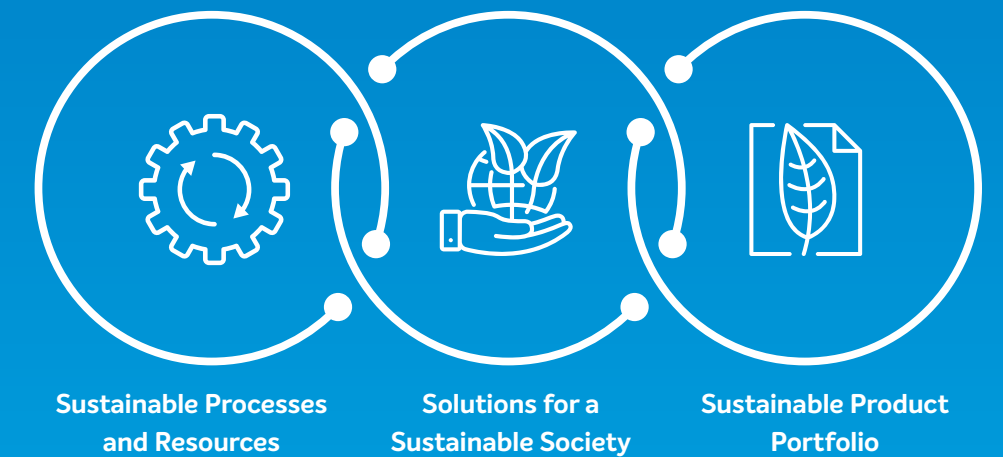 Sustainable Processes
and Resources
Solutions for a
Sustainable Society
Sustainable Product
Portfolio